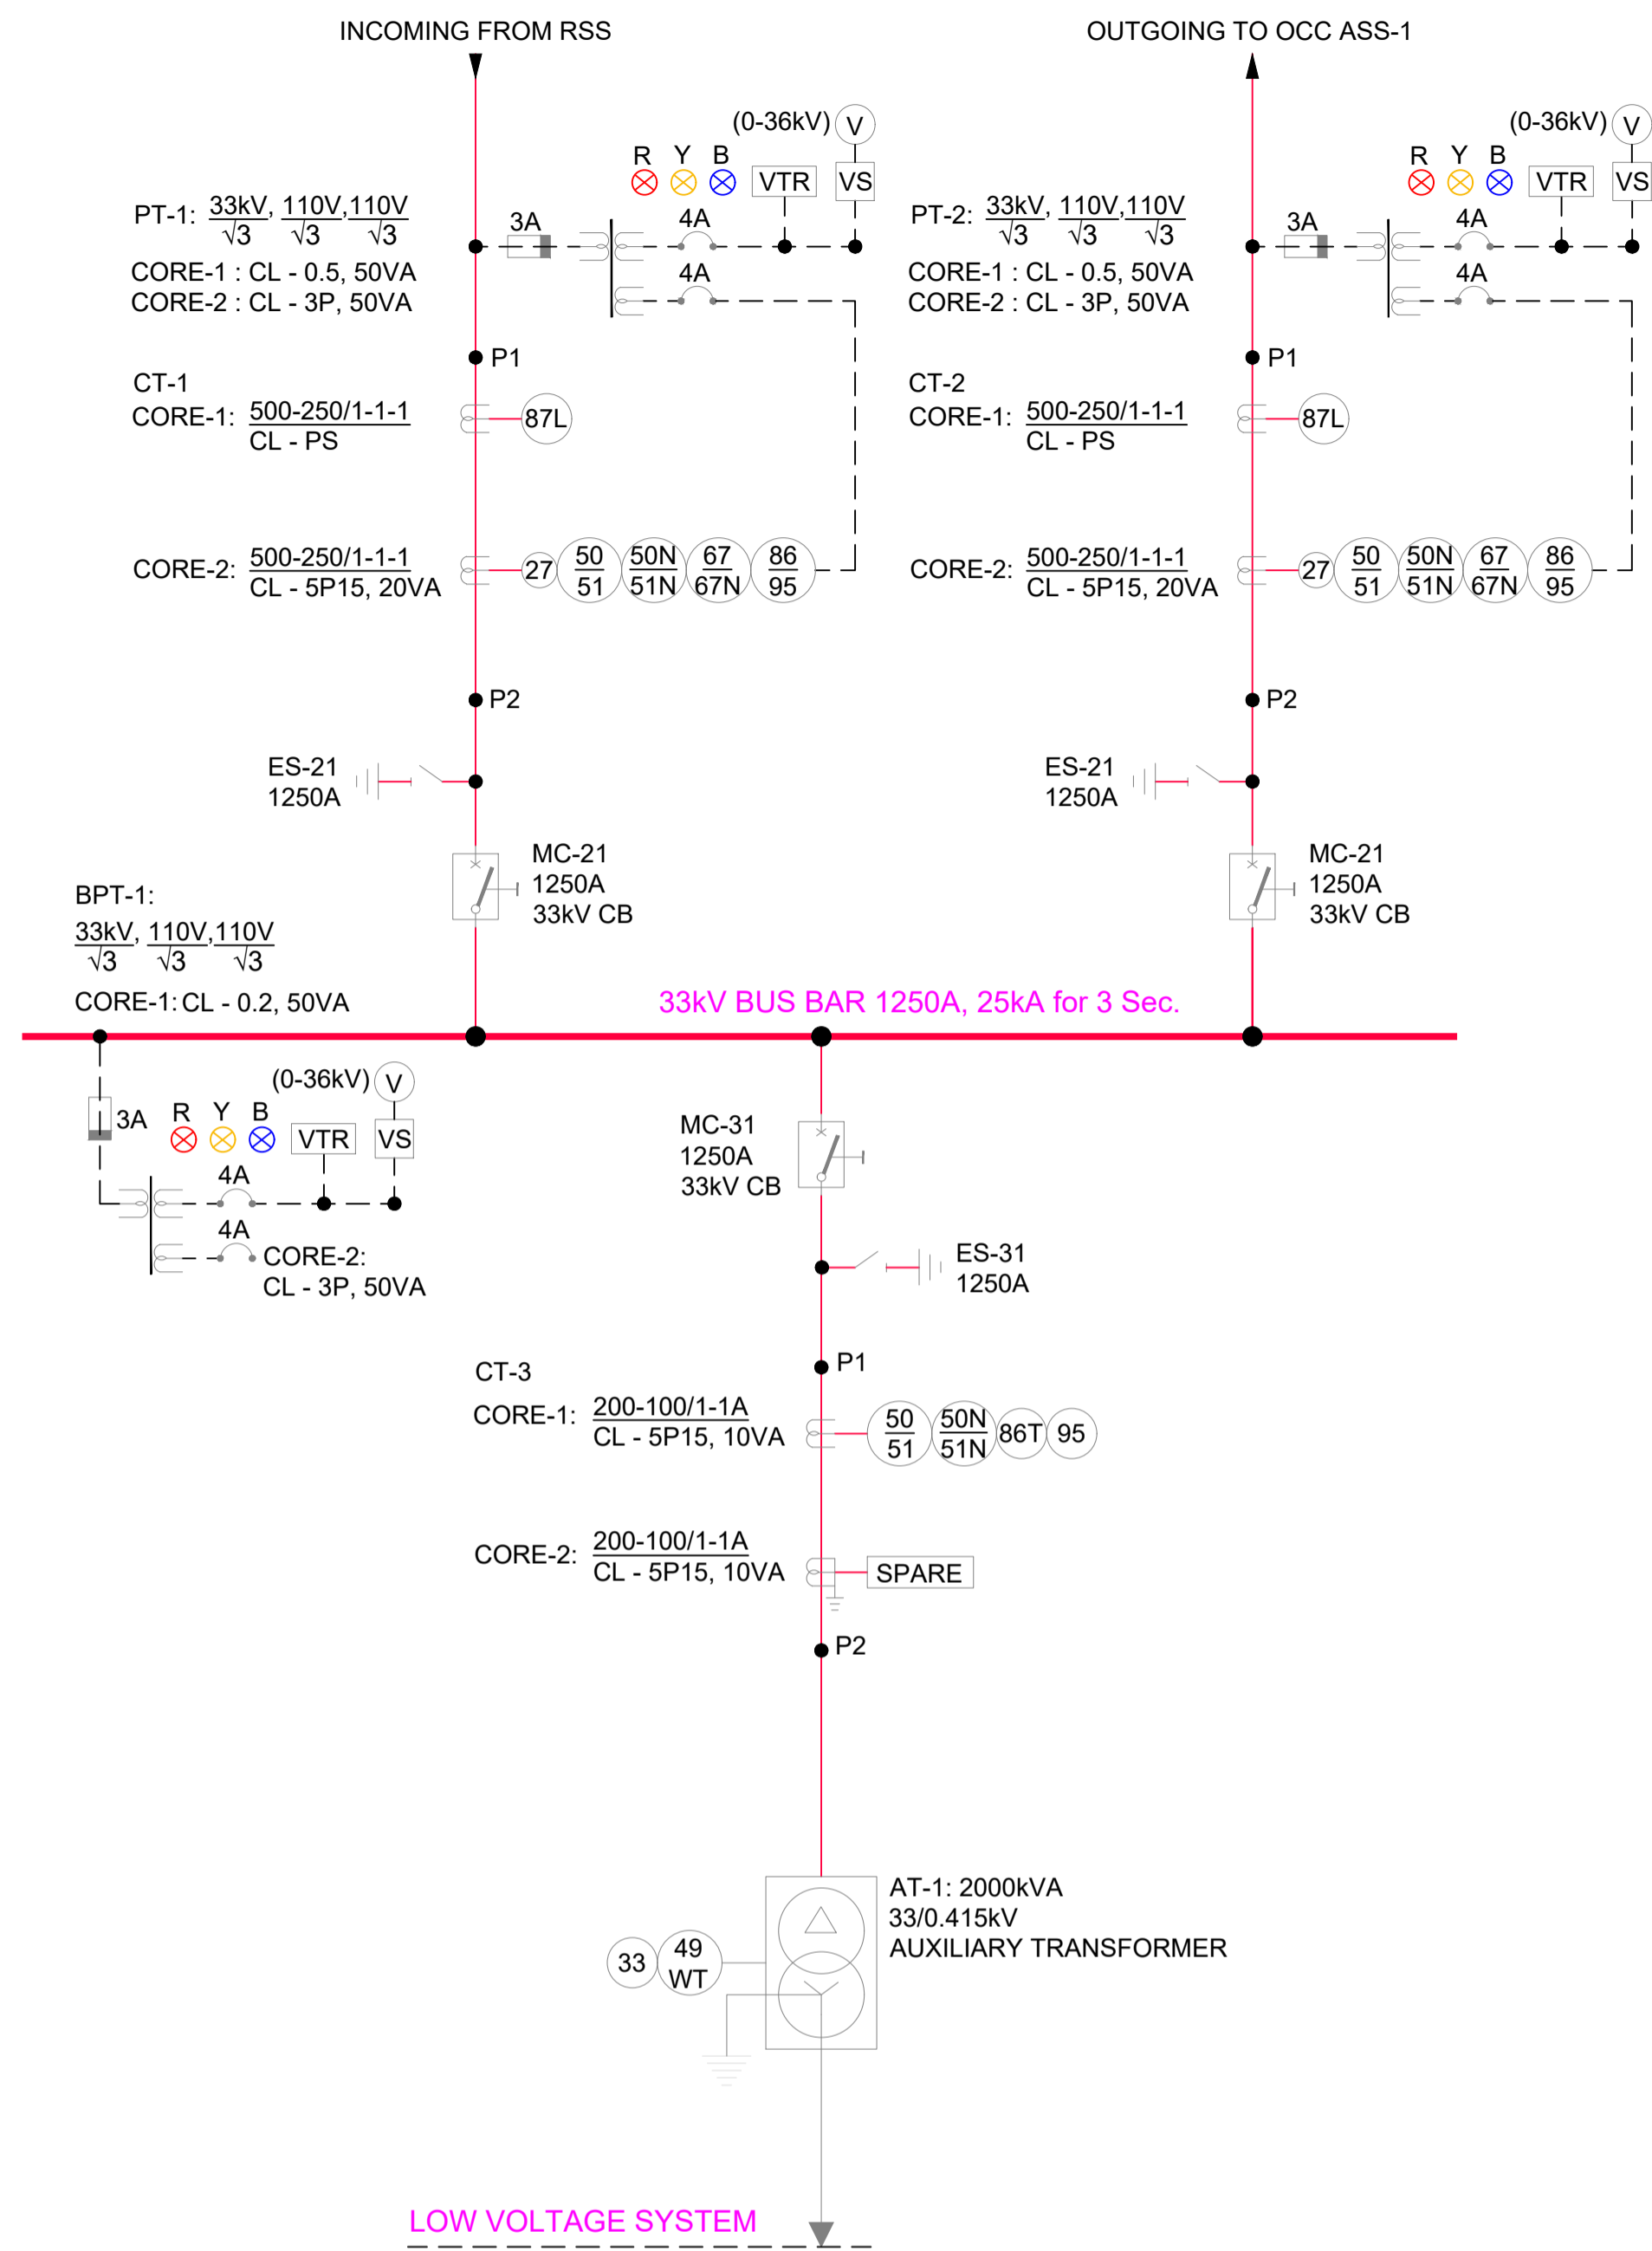 INCOMING FROM RSS
OUTGOING TO OCC ASS-1
(0-36kV) V
R Y B VTR VS
PT-1: 33kV, 110V,110V
√3 √3 √3
3A 4A
CORE-1 : CL - 0.5, 50VA
CORE-2 : CL - 3P, 50VA
4A
P1
CT-1
CORE-1: 500-250/1-1-1
CL - PS
87L
CORE-2: 500-250/1-1-1
CL - 5P15, 20VA
27 50 50N 67 86
51 51N 67N 95
P2
ES-21
1250A
MC-21
1250A
33kV CB
(0-36kV) V
R Y B VTR VS
PT-2: 33kV, 110V,110V
√3 √3 √3
3A 4A
CORE-1 : CL - 0.5, 50VA
CORE-2 : CL - 3P, 50VA
4A
P1
CT-2
CORE-1: 500-250/1-1-1
CL - PS
87L
CORE-2: 500-250/1-1-1
CL - 5P15, 20VA
27 50 50N 67 86
51 51N 67N 95
P2
ES-21
1250A
MC-21
1250A
33kV CB
BPT-1:
33kV, 110V,110V
√3 √3 √3
CORE-1: CL - 0.2, 50VA
33kV BUS BAR 1250A, 25kA for 3 Sec.
(0-36kV) V
3A R Y B VTR VS
4A
4A
CORE-2:
CL - 3P, 50VA
MC-31
1250A
33kV CB
ES-31
1250A
P1
CT-3
CORE-1: 200-100/1-1A
CL - 5P15, 10VA
50 50N 86T 95
51 51N
CORE-2: 200-100/1-1A
CL - 5P15, 10VA
SPARE
P2
AT-1: 2000kVA
33/0.415kV
AUXILIARY TRANSFORMER
33 49
WT
LOW VOLTAGE SYSTEM